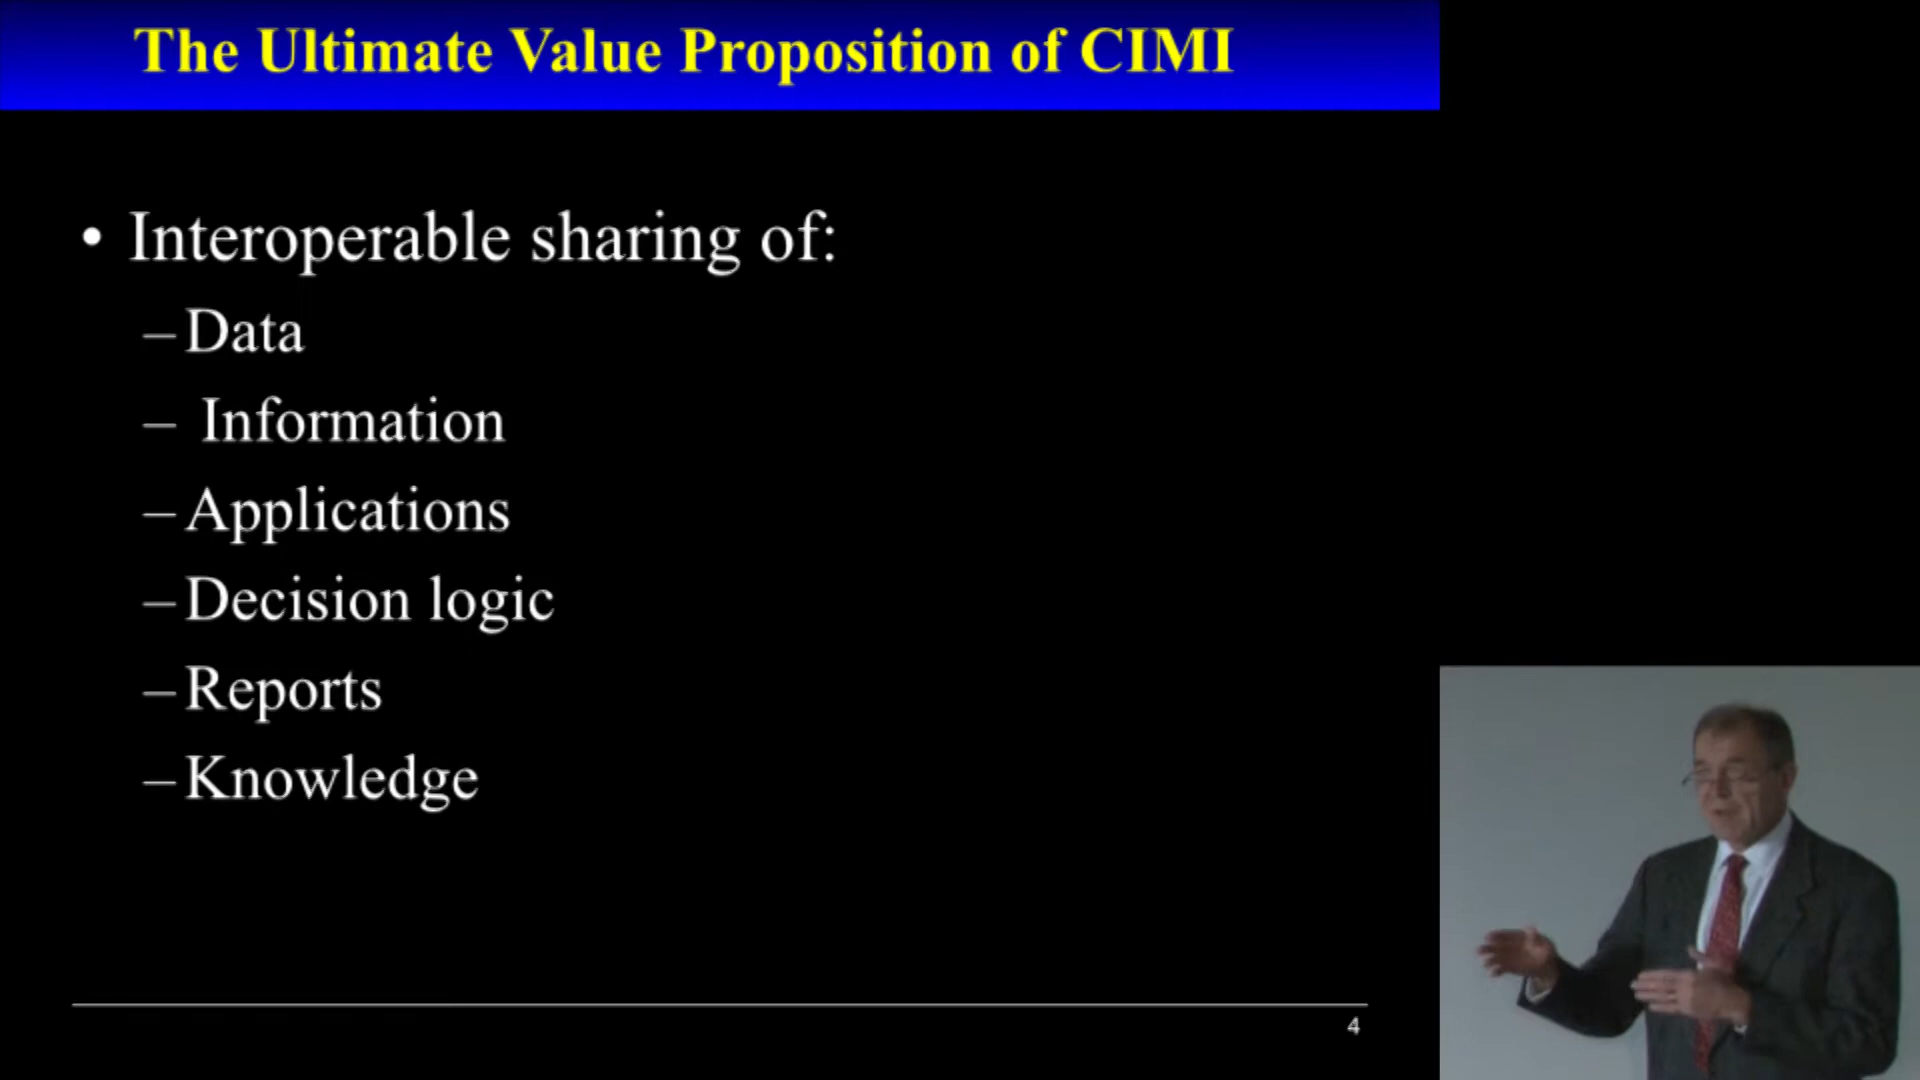 The Ultimate Value Proposition of CIMI
• Interoperable sharing of:
– Data
– Information
– Applications
– Decision logic
– Reports
– Knowledge
4